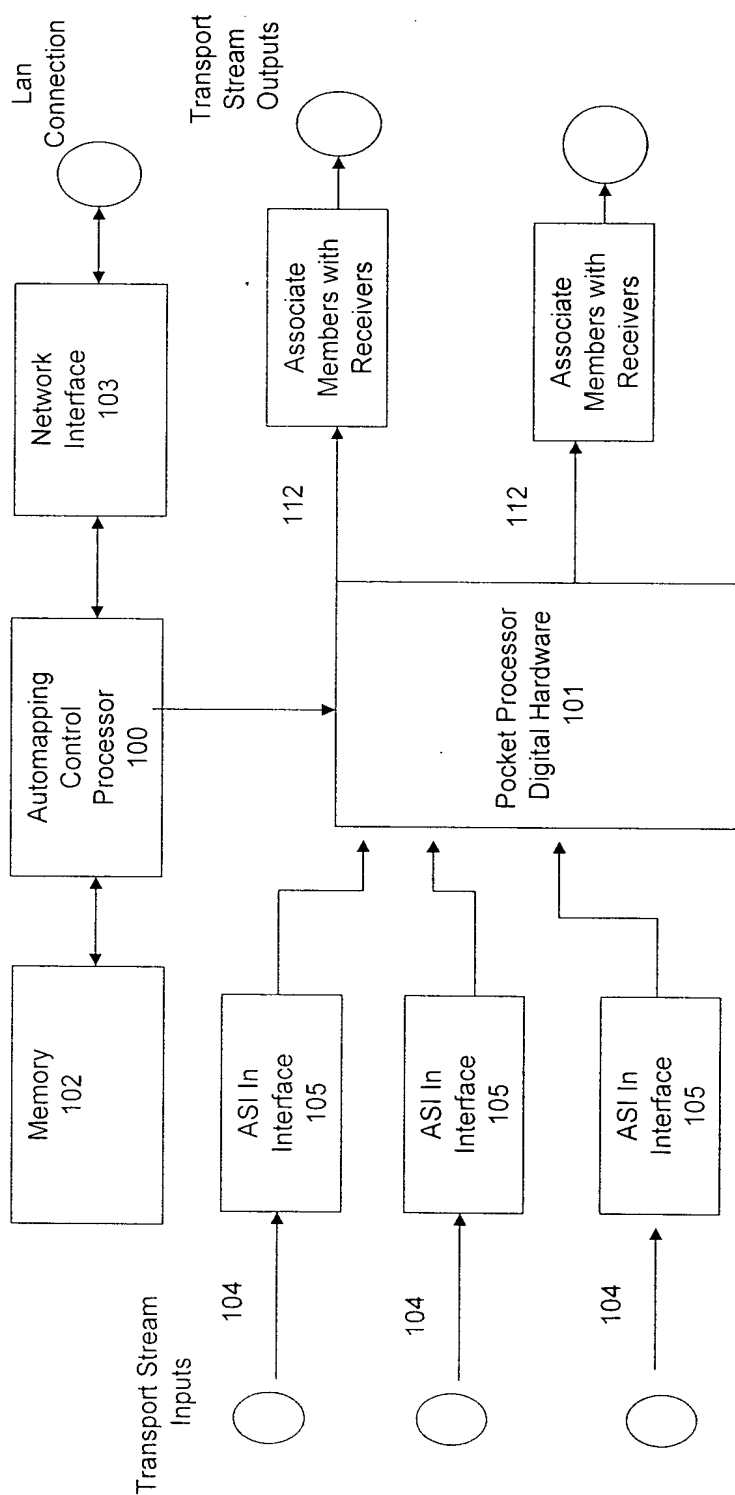 Memory
102
Automapping
Control
Processor
100
Network
Interface
103
Lan
Connection
Transport Stream
Inputs
104
ASI In
Interface
105
104
ASI In
Interface
105
104
ASI In
Interface
105
Pocket Processor
Digital Hardware
101
112
Associate
Members with
Receivers
Transport
Stream
Outputs
112
Associate
Members with
Receivers